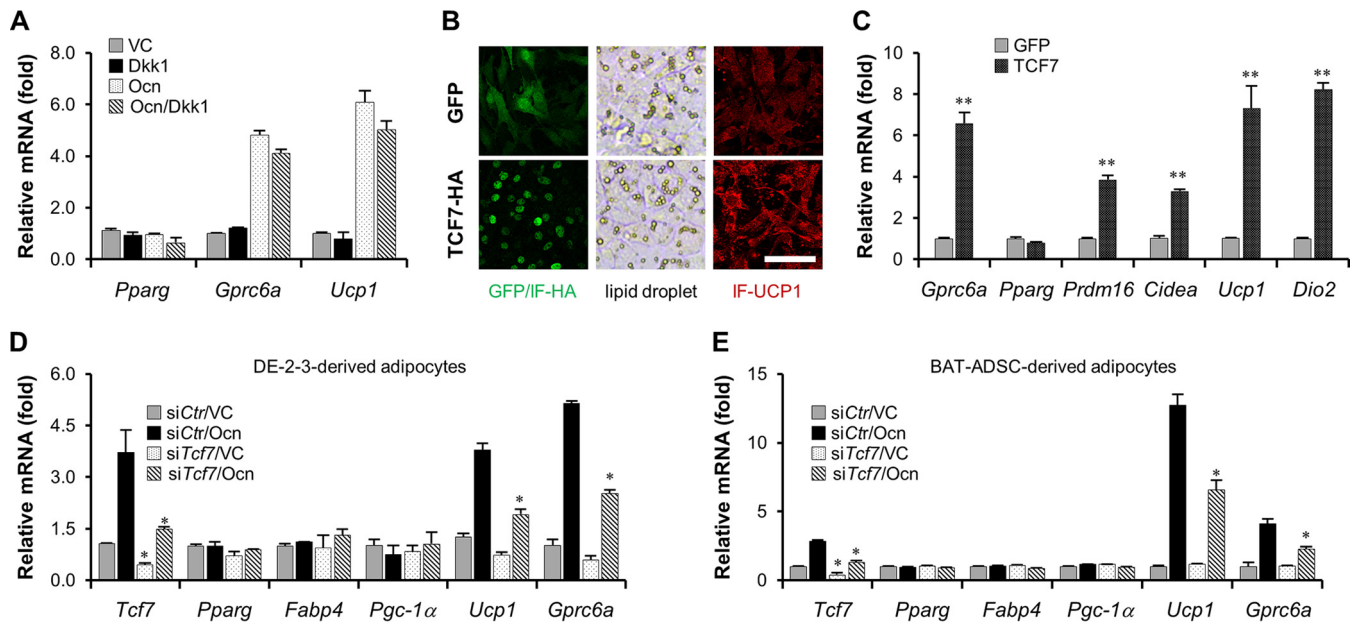 A
Relative mRNA (fold)
8.0
6.0
4.0
2.0
0.0
VC
Dkk1
Ocn
Ocn/Dkk1
Pparg Gprc6a Ucp1
B
GFP
TCF7-HA
GFP/IF-HA lipid droplet IF-UCP1
C
Relative mRNA (fold)
10
8
6
4
2
0
GFP
TCF7
**
**
**
**
**
Gprc6a Pparg Prdm16 Cidea Ucp1 Dio2
D
DE-2-3-derived adipocytes
Relative mRNA (fold)
6.0
4.5
3.0
1.5
0.0
siCtr/VC
siCtr/Ocn
siTcf7/VC
siTcf7/Ocn
*
*
*
*
Tcf7 Pparg Fabp4 Pgc-1α Ucp1 Gprc6a
E
BAT-ADSC-derived adipocytes
Relative mRNA (fold)
15
10
5
0
siCtr/VC
siCtr/Ocn
siTcf7/VC
siTcf7/Ocn
*
*
*
*
Tcf7 Pparg Fabp4 Pgc-1α Ucp1 Gprc6a